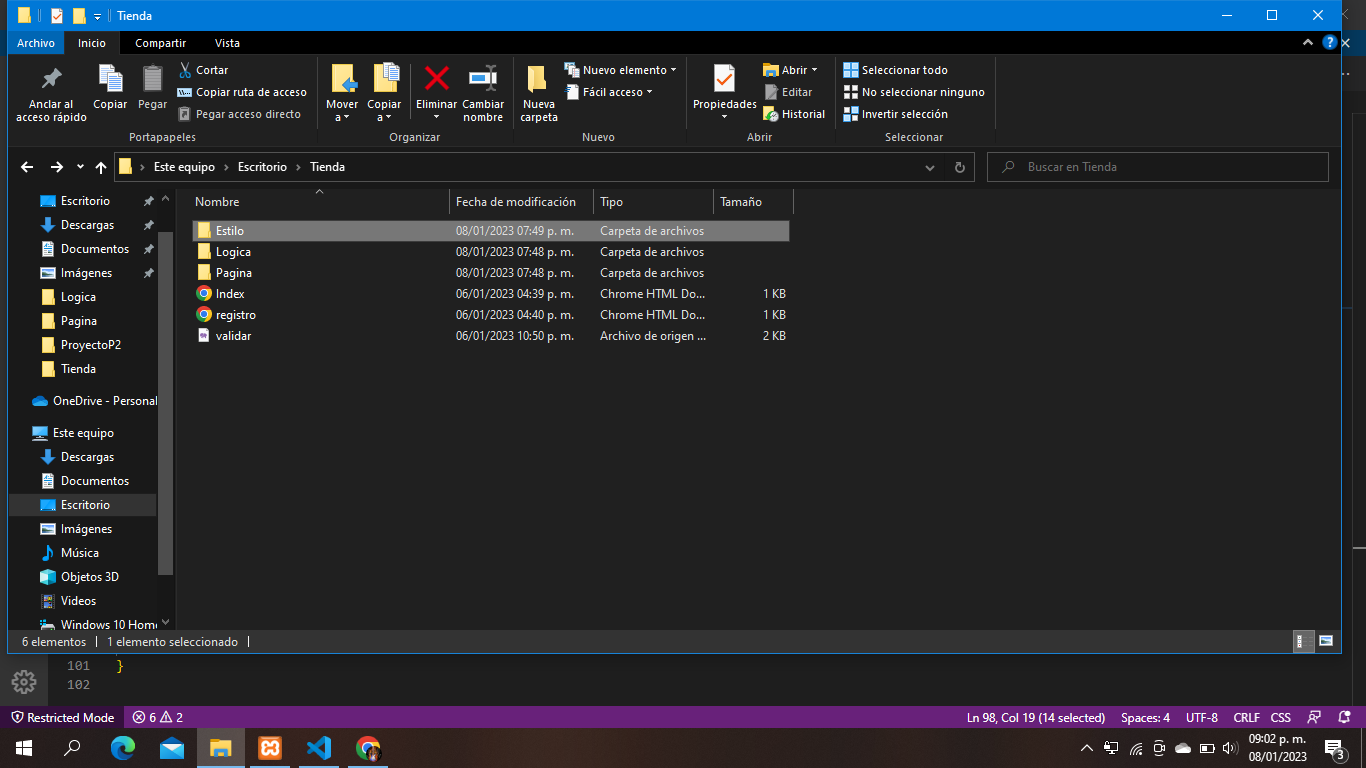 Tienda
Archivo Inicio Compartir Vista
Anclar al acceso rápido
Copiar
Pegar
Cortar
Copiar ruta de acceso
Pegar acceso directo
Portapapeles
Mover a
Copiar a
Eliminar
Cambiar nombre
Organizar
Nueva carpeta
Nuevo elemento
Fácil acceso
Nuevo
Propiedades
Abrir
Editar
Historial
Abrir
Seleccionar todo
No seleccionar ninguno
Invertir selección
Seleccionar
Este equipo > Escritorio > Tienda
Buscar en Tienda
Escritorio
Descargas
Documentos
Imágenes
Logica
Pagina
ProyectoP2
Tienda
OneDrive - Personal
Este equipo
Descargas
Documentos
Escritorio
Imágenes
Música
Objetos 3D
Videos
Windows 10 Hom
Nombre Fecha de modificación Tipo Tamaño
Estilo 08/01/2023 07:49 p. m. Carpeta de archivos
Logica 08/01/2023 07:48 p. m. Carpeta de archivos
Pagina 08/01/2023 07:48 p. m. Carpeta de archivos
Index 06/01/2023 04:39 p. m. Chrome HTML Do... 1 KB
registro 06/01/2023 04:40 p. m. Chrome HTML Do... 1 KB
validar 06/01/2023 10:50 p. m. Archivo de origen ... 2 KB
6 elementos 1 elemento seleccionado
101 }
102
Restricted Mode 6 2 Ln 98, Col 19 (14 selected) Spaces: 4 UTF-8 CRLF CSS
09:02 p. m.
08/01/2023
3